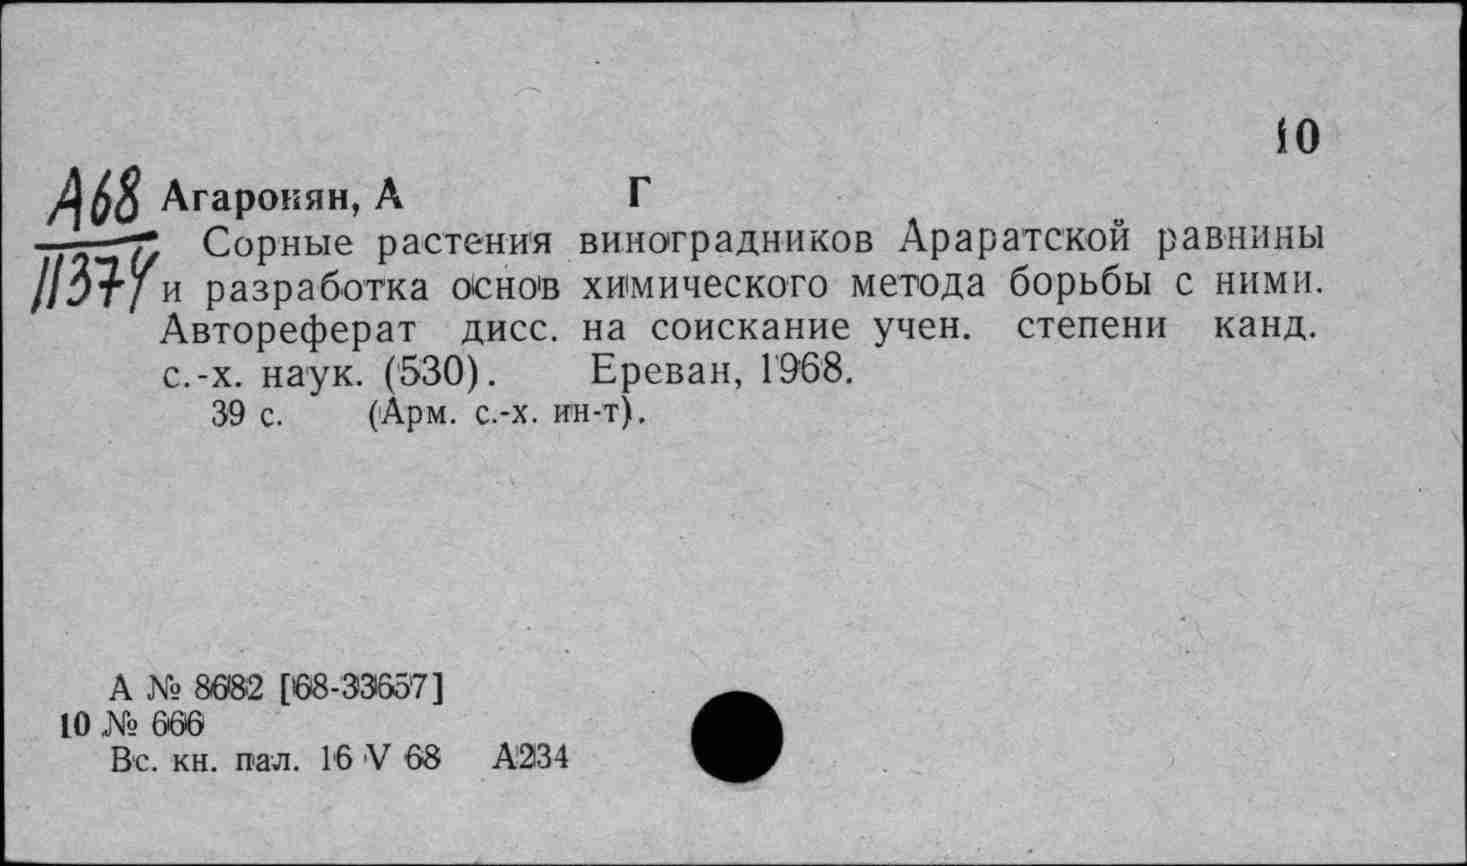 10
А68 Агаронян, А Г
11374 Сорные растения виноградников Араратской равнины
и разработка основ химического метода борьбы с ними.
Автореферат дисс. на соискание учен. степени канд.
с.-х. наук. (530). Ереван, 1968.
39 с. (Арм. с.-х. ин-т).
А № 8682 [68-33657]
10 № 666
Вс. кн. пал. 16 V 68 А234